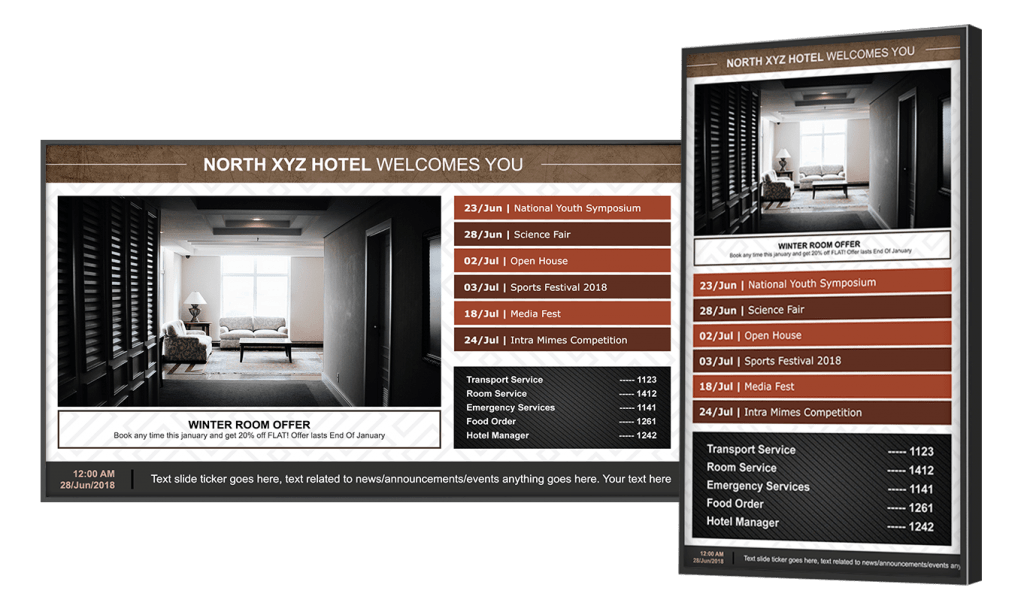 NORTH XYZ HOTEL WELCOMES YOU
23/Jun | National Youth Symposium
28/Jun | Science Fair
02/Jul | Open House
03/Jul | Sports Festival 2018
18/Jul | Media Fest
24/Jul | Intra Mimes Competition
WINTER ROOM OFFER
Book any time this january and get 20% off FLAT! Offer lasts End Of January
Transport Service ----- 1123
Room Service ----- 1412
Emergency Services ----- 1141
Food Order ----- 1261
Hotel Manager ----- 1242
12:00 AM
28/Jun/2018
Text slide ticker goes here, text related to news/announcements/events anything goes here. Your text here
NORTH XYZ HOTEL WELCOMES YOU
WINTER ROOM OFFER
Book any time this january and get 20% off FLAT! Offer lasts End Of January
23/Jun | National Youth Symposium
28/Jun | Science Fair
02/Jul | Open House
03/Jul | Sports Festival 2018
18/Jul | Media Fest
24/Jul | Intra Mimes Competition
Transport Service ----- 1123
Room Service ----- 1412
Emergency Services ----- 1141
Food Order ----- 1261
Hotel Manager ----- 1242
12:00 AM
28/Jun/2018
Text slide ticker goes here, text related to news/announcements/events any